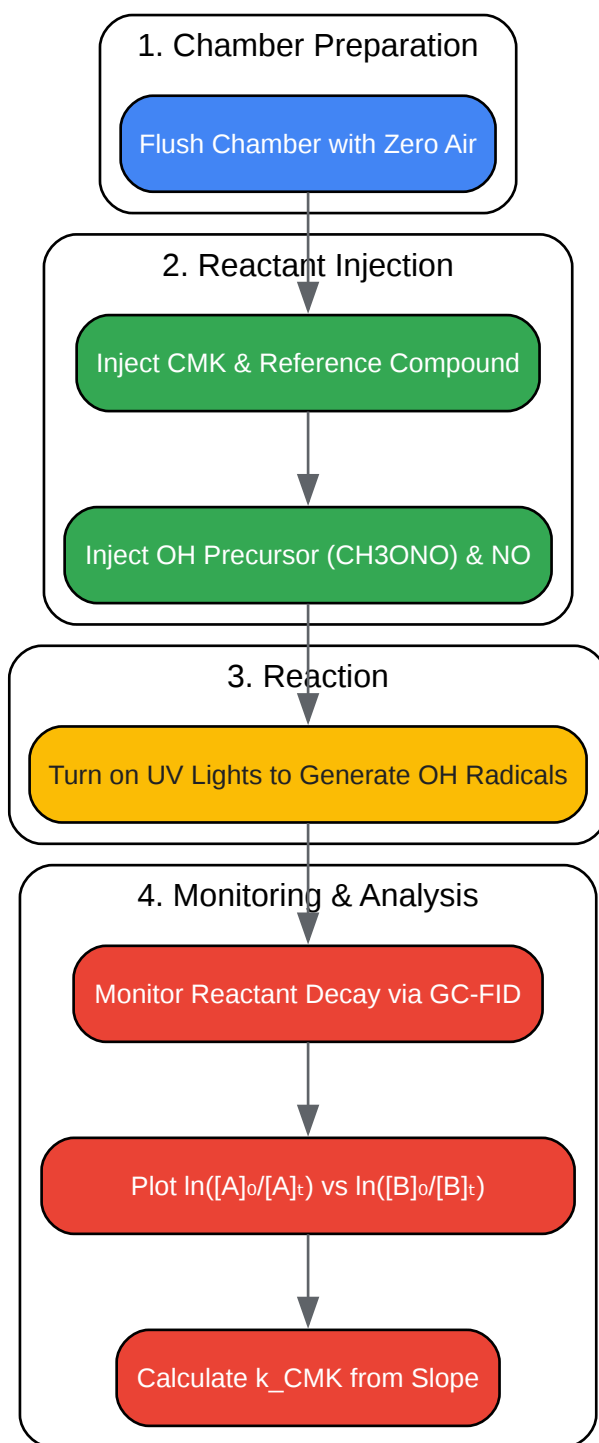 1. Chamber Preparation
Flush Chamber with Zero Air
2. Reactant Injection
Inject CMK & Reference Compound
Inject OH Precursor (CH3ONO) & NO
3. Reaction
Turn on UV Lights to Generate OH Radicals
4. Monitoring & Analysis
Monitor Reactant Decay via GC-FID
Plot ln([A]₀/[A]ₜ) vs ln([B]₀/[B]ₜ)
Calculate k_CMK from Slope